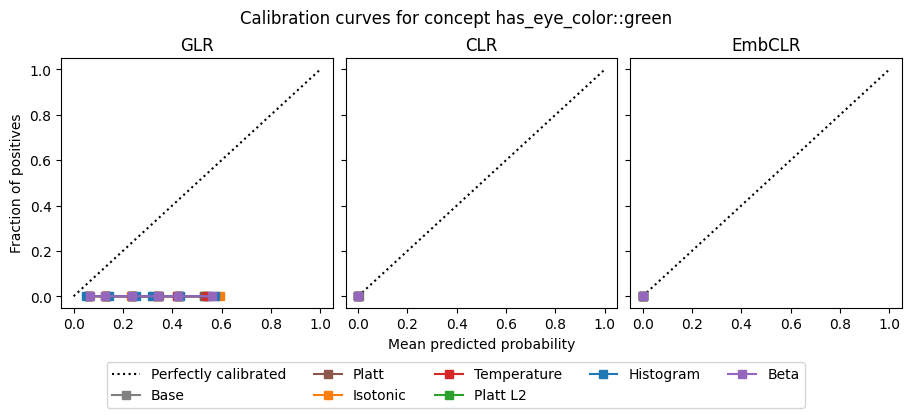 Calibration curves for concept has_eye_color::green
GLR
CLR
EmbCLR
Fraction of positives
1.0
0.8
0.6
0.4
0.2
0.0
0.0 0.2 0.4 0.6 0.8 1.0
0.0 0.2 0.4 0.6 0.8 1.0
0.0 0.2 0.4 0.6 0.8 1.0
Mean predicted probability
Perfectly calibrated Platt Temperature Histogram Beta
Base Isotonic Platt L2